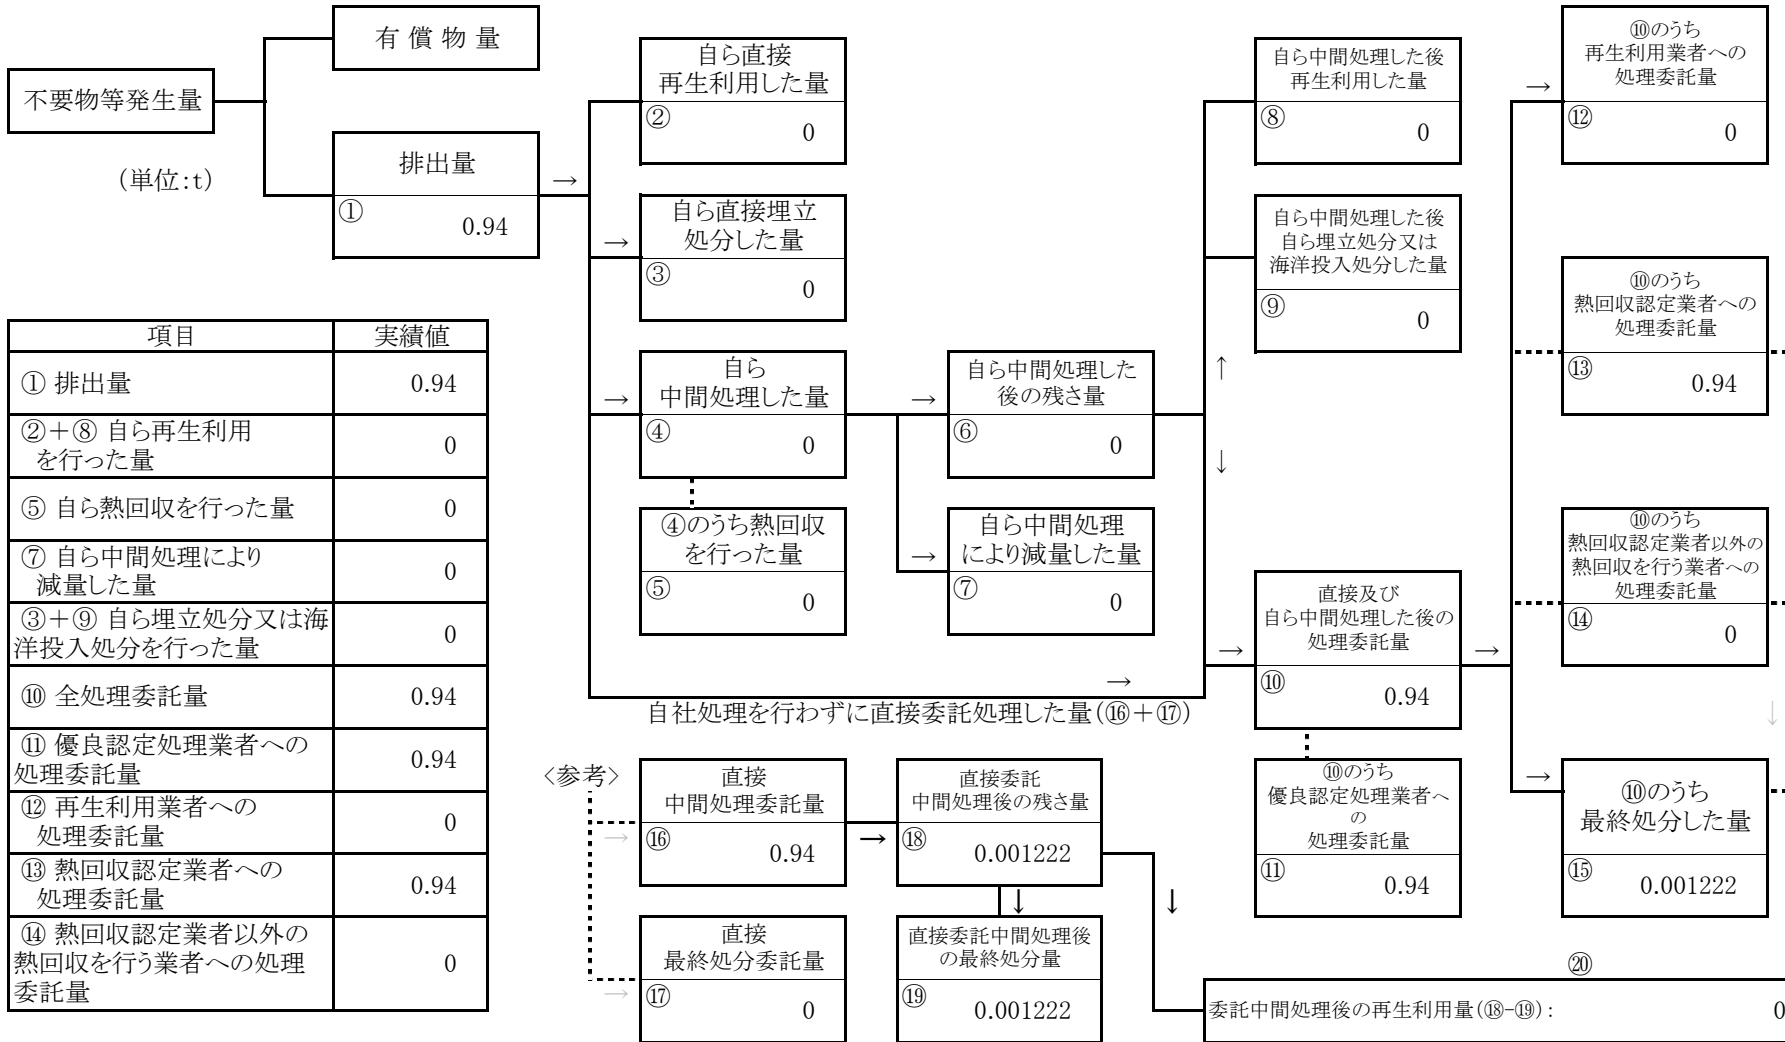 有 償 物 量
不要物等発生量
(単位:t)
排出量
① 0.94
→
自ら直接
再生利用した量
② 0
→
自ら直接埋立
処分した量
③ 0
→
自ら
中間処理した量
④ 0
④のうち熱回収
を行った量
⑤ 0
→
自ら中間処理した
後の残さ量
⑥ 0
→
自ら中間処理
により減量した量
⑦ 0
↑
↓
自ら中間処理した後
再生利用した量
⑧ 0
自ら中間処理した後
自ら埋立処分又は
海洋投入処分した量
⑨ 0
→
直接及び
自ら中間処理した後の
処理委託量
⑩ 0.94
→
⑩のうち
優良認定処理業者へ
の
処理委託量
⑪ 0.94
→
⑩のうち
再生利用業者への
処理委託量
⑫ 0
⑩のうち
熱回収認定業者への
処理委託量
⑬ 0.94
⑩のうち
熱回収認定業者以外の
熱回収を行う業者への
処理委託量
⑭ 0
↓
→
⑩のうち
最終処分した量
⑮ 0.001222
→
自社処理を行わずに直接委託処理した量(⑯+⑰)
<参考>
→
直接
中間処理委託量
⑯ 0.94
→
直接委託
中間処理後の残さ量
⑱ 0.001222
↓
↓
→
直接
最終処分委託量
⑰ 0
直接委託中間処理後
の最終処分量
⑲ 0.001222
⑳
委託中間処理後の再生利用量(⑱-⑲): 0
項目 実績値
① 排出量 0.94
②+⑧ 自ら再生利用
を行った量 0
⑤ 自ら熱回収を行った量 0
⑦ 自ら中間処理により
減量した量 0
③+⑨ 自ら埋立処分又は海
洋投入処分を行った量 0
⑩ 全処理委託量 0.94
⑪ 優良認定処理業者への
処理委託量 0.94
⑫ 再生利用業者への
処理委託量 0
⑬ 熱回収認定業者への
処理委託量 0.94
⑭ 熱回収認定業者以外の
熱回収を行う業者への処理
委託量 0